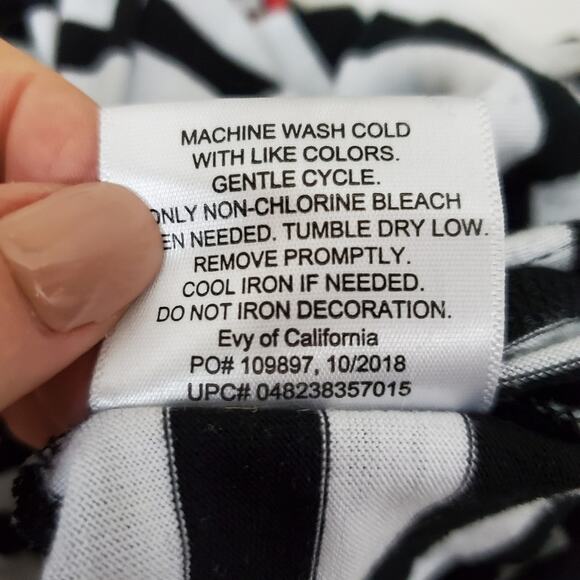 MACHINE WASH COLD
WITH LIKE COLORS.
GENTLE CYCLE.
ONLY NON-CHLORINE BLEACH
EN NEEDED. TUMBLE DRY LOW.
REMOVE PROMPTLY.
COOL IRON IF NEEDED.
DO NOT IRON DECORATION.
Evy of California
PO# 109897, 10/2018
UPC# 048238357015